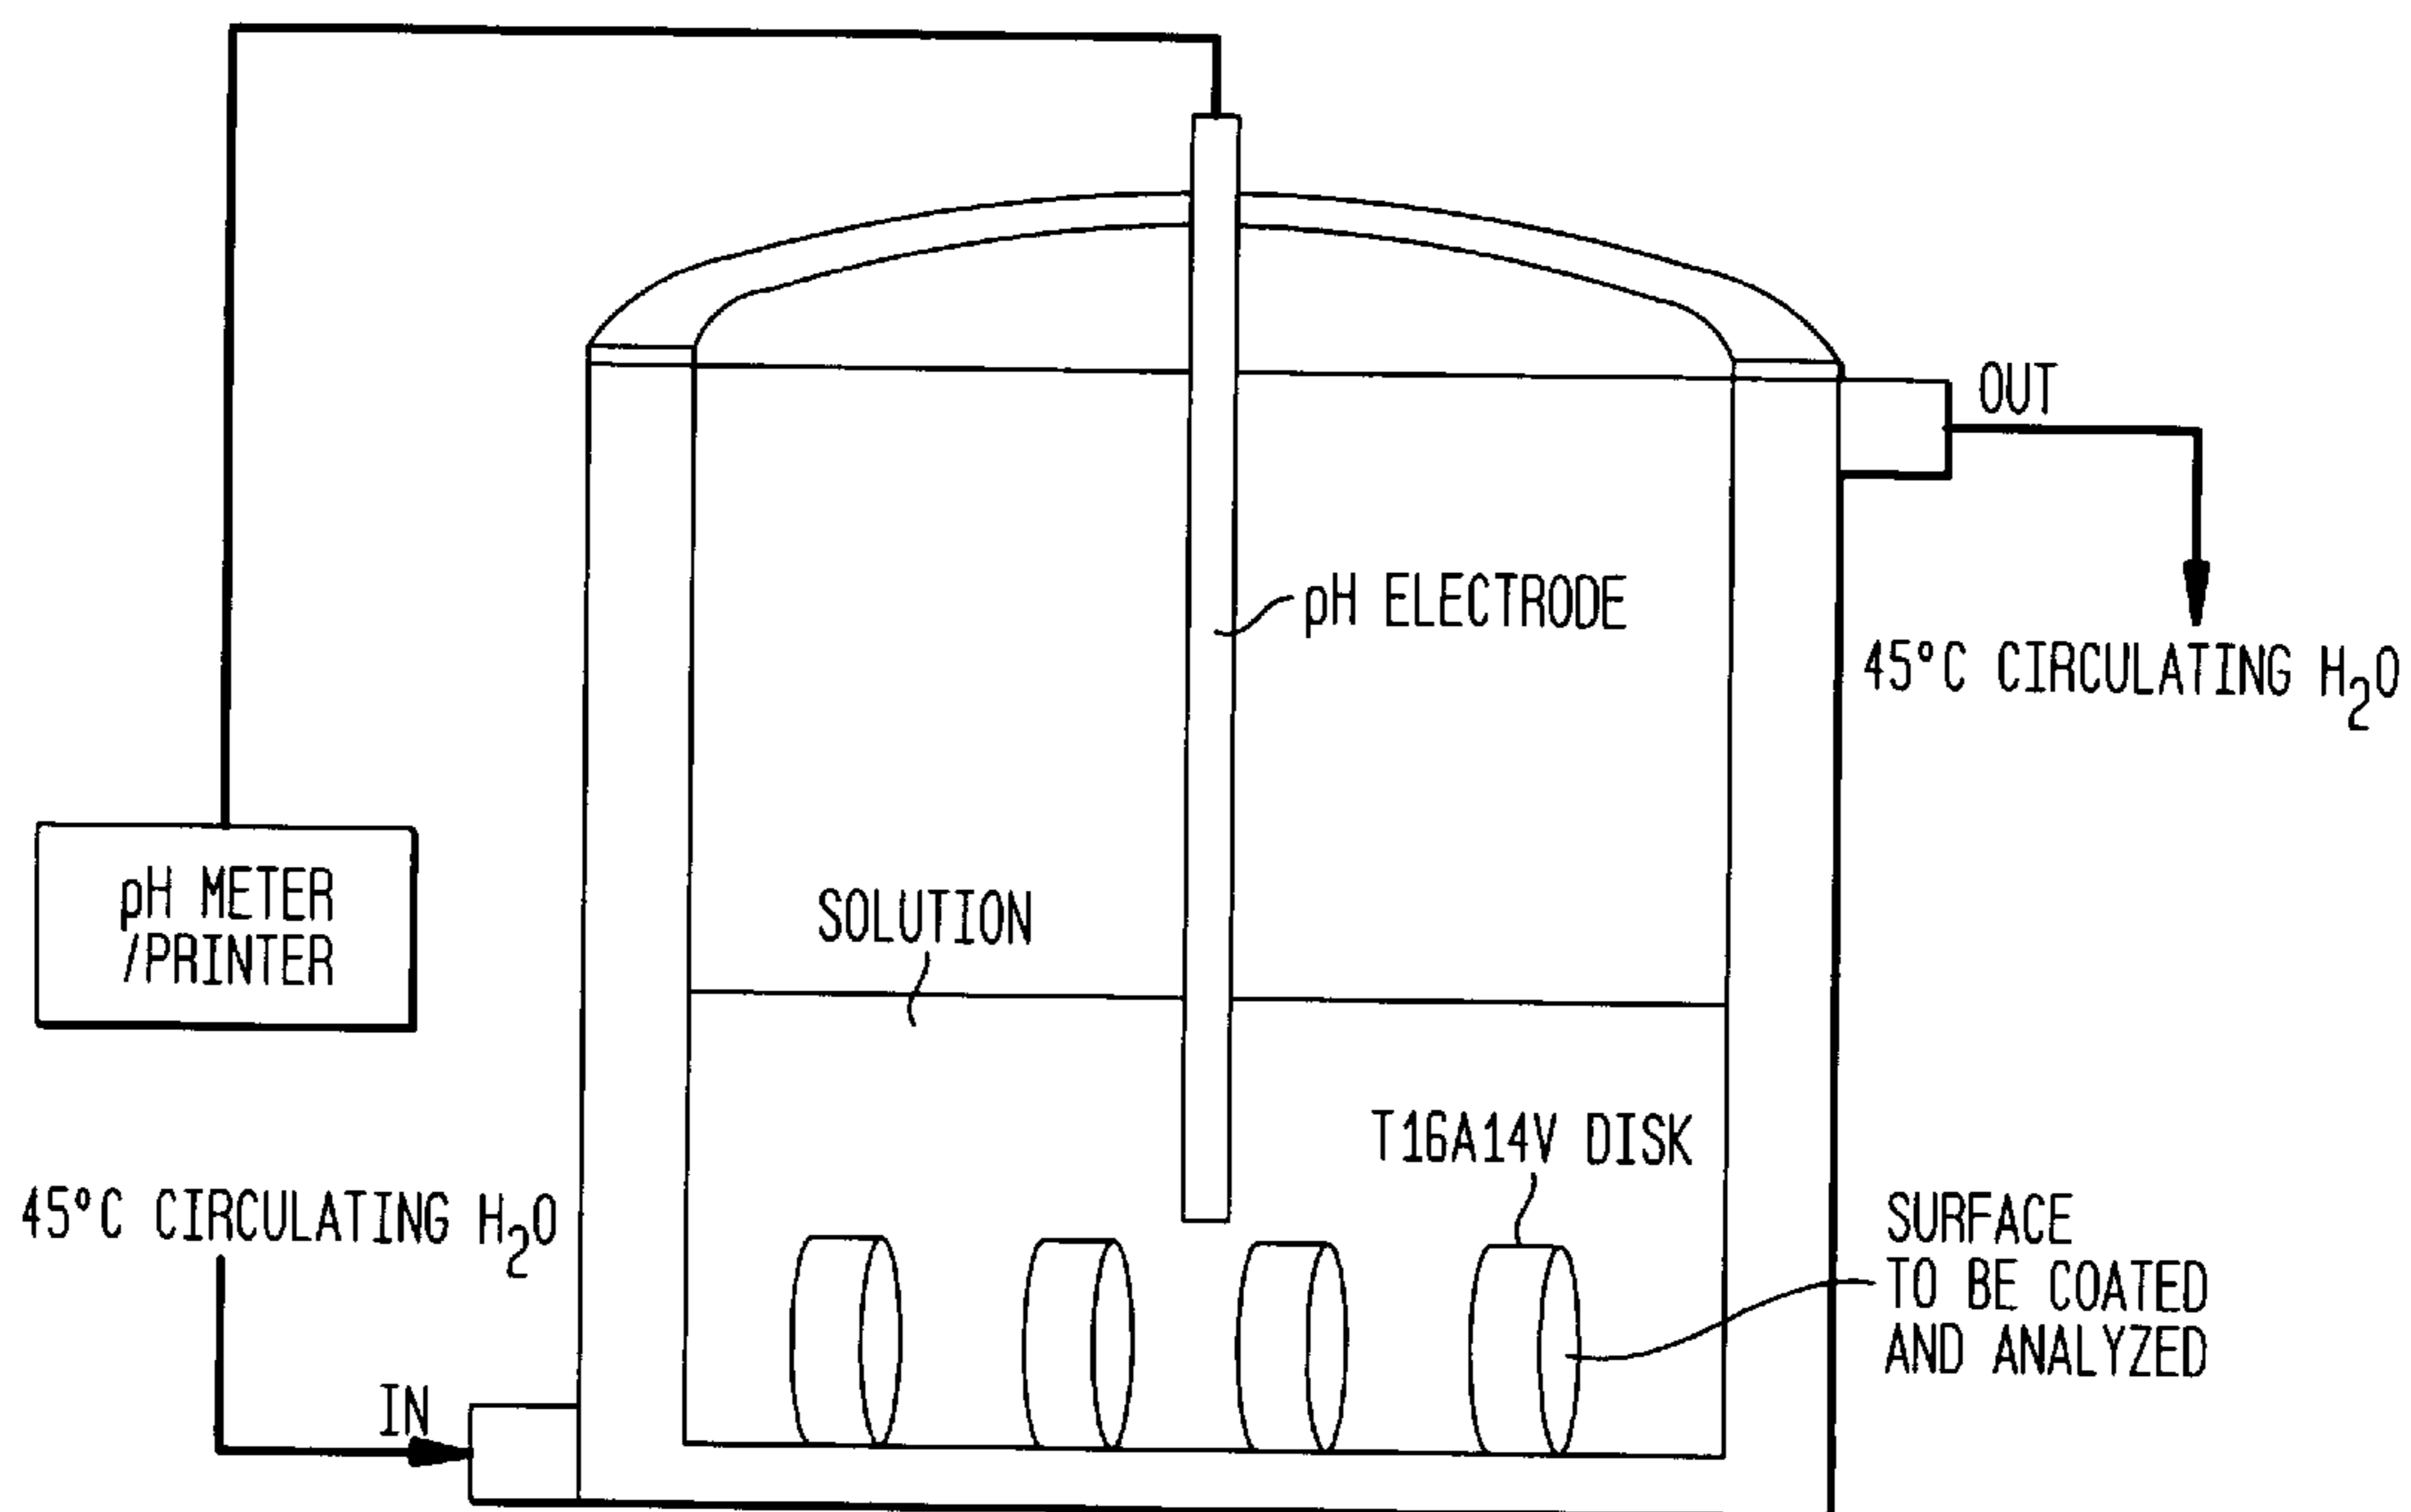 OUT
pH ELECTRODE
45°C CIRCULATING H₂O
pH METER
/PRINTER
SOLUTION
T16A14V DISK
45°C CIRCULATING H₂O
SURFACE
TO BE COATED
AND ANALYZED
IN